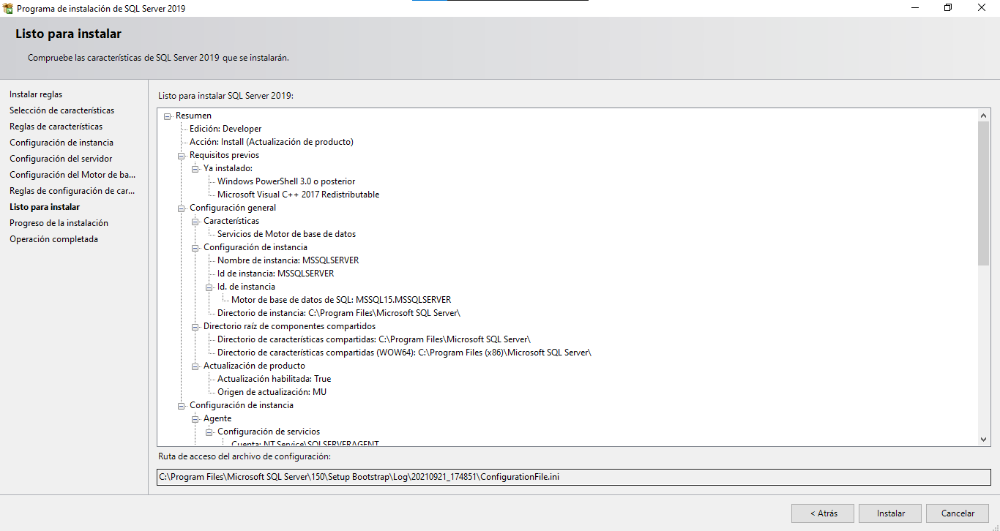 Programa de instalación de SQL Server 2019
Listo para instalar
Compruebe las características de SQL Server 2019 que se instalarán.
Instalar reglas
Selección de características
Reglas de características
Configuración de instancia
Configuración del servidor
Configuración del Motor de ba...
Reglas de configuración de car...
Listo para instalar
Progreso de la instalación
Operación completada
Listo para instalar SQL Server 2019:
Resumen
Edición: Developer
Acción: Install (Actualización de producto)
Requisitos previos
Ya instalado:
Windows PowerShell 3.0 o posterior
Microsoft Visual C++ 2017 Redistributable
Configuración general
Características
Servicios de Motor de base de datos
Configuración de instancia
Nombre de instancia: MSSQLSERVER
Id de instancia: MSSQLSERVER
Id. de instancia
Motor de base de datos de SQL: MSSQL15.MSSQLSERVER
Directorio de instancia: C:\Program Files\Microsoft SQL Server\
Directorio raíz de componentes compartidos
Directorio de características compartidas: C:\Program Files\Microsoft SQL Server\
Directorio de características compartidas (WOW64): C:\Program Files (x86)\Microsoft SQL Server\
Actualización de producto
Actualización habilitada: True
Origen de actualización: MU
Configuración de instancia
Agente
Configuración de servicios
Cuenta: NT Service\SQLSERVERAGENT
Ruta de acceso del archivo de configuración:
C:\Program Files\Microsoft SQL Server\150\Setup Bootstrap\Log\20210921_174851\ConfigurationFile.ini
< Atrás
Instalar
Cancelar